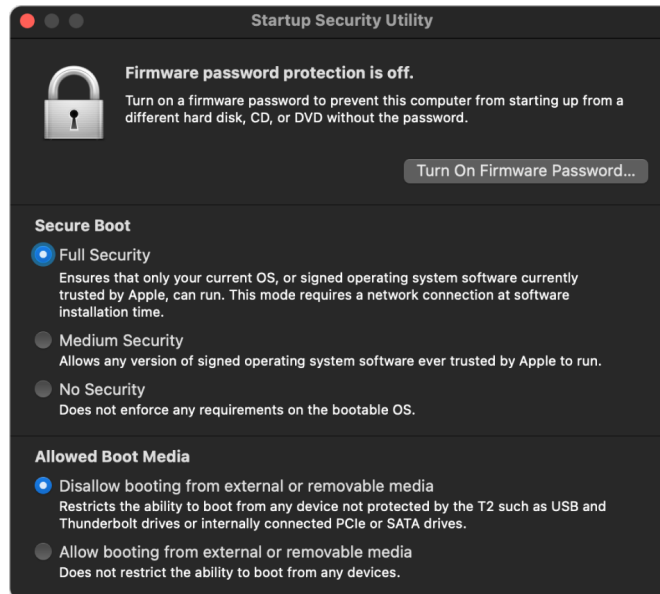 Startup Security Utility
Firmware password protection is off.
Turn on a firmware password to prevent this computer from starting up from a
different hard disk, CD, or DVD without the password.
Turn On Firmware Password...
Secure Boot
Full Security
Ensures that only your current OS, or signed operating system software currently
trusted by Apple, can run. This mode requires a network connection at software
installation time.
Medium Security
Allows any version of signed operating system software ever trusted by Apple to run.
No Security
Does not enforce any requirements on the bootable OS.
Allowed Boot Media
Disallow booting from external or removable media
Restricts the ability to boot from any device not protected by the T2 such as USB and
Thunderbolt drives or internally connected PCIe or SATA drives.
Allow booting from external or removable media
Does not restrict the ability to boot from any devices.